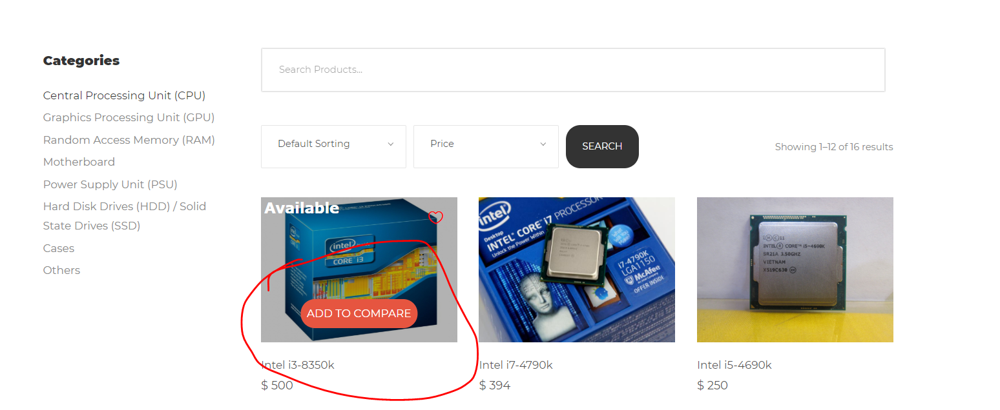 Categories
Central Processing Unit (CPU)
Graphics Processing Unit (GPU)
Random Access Memory (RAM)
Motherboard
Power Supply Unit (PSU)
Hard Disk Drives (HDD) / Solid
State Drives (SSD)
Cases
Others
Search Products...
Default Sorting
Price
SEARCH
Showing 1–12 of 16 results
Available
intel
CORE i3
ADD TO COMPARE
Intel i3-8350k
$ 500
intel
Desktop
INTEL® CORE™ i7 PROCESSOR
Unlock the Power Within
i7-4790K
LGA1150
McAfee
OFFER INSIDE
Intel i7-4790k
$ 394
INTEL® CORE™ i5-4690K
SR21A 3.50GHZ
VIETNAM
Intel i5-4690k
$ 250